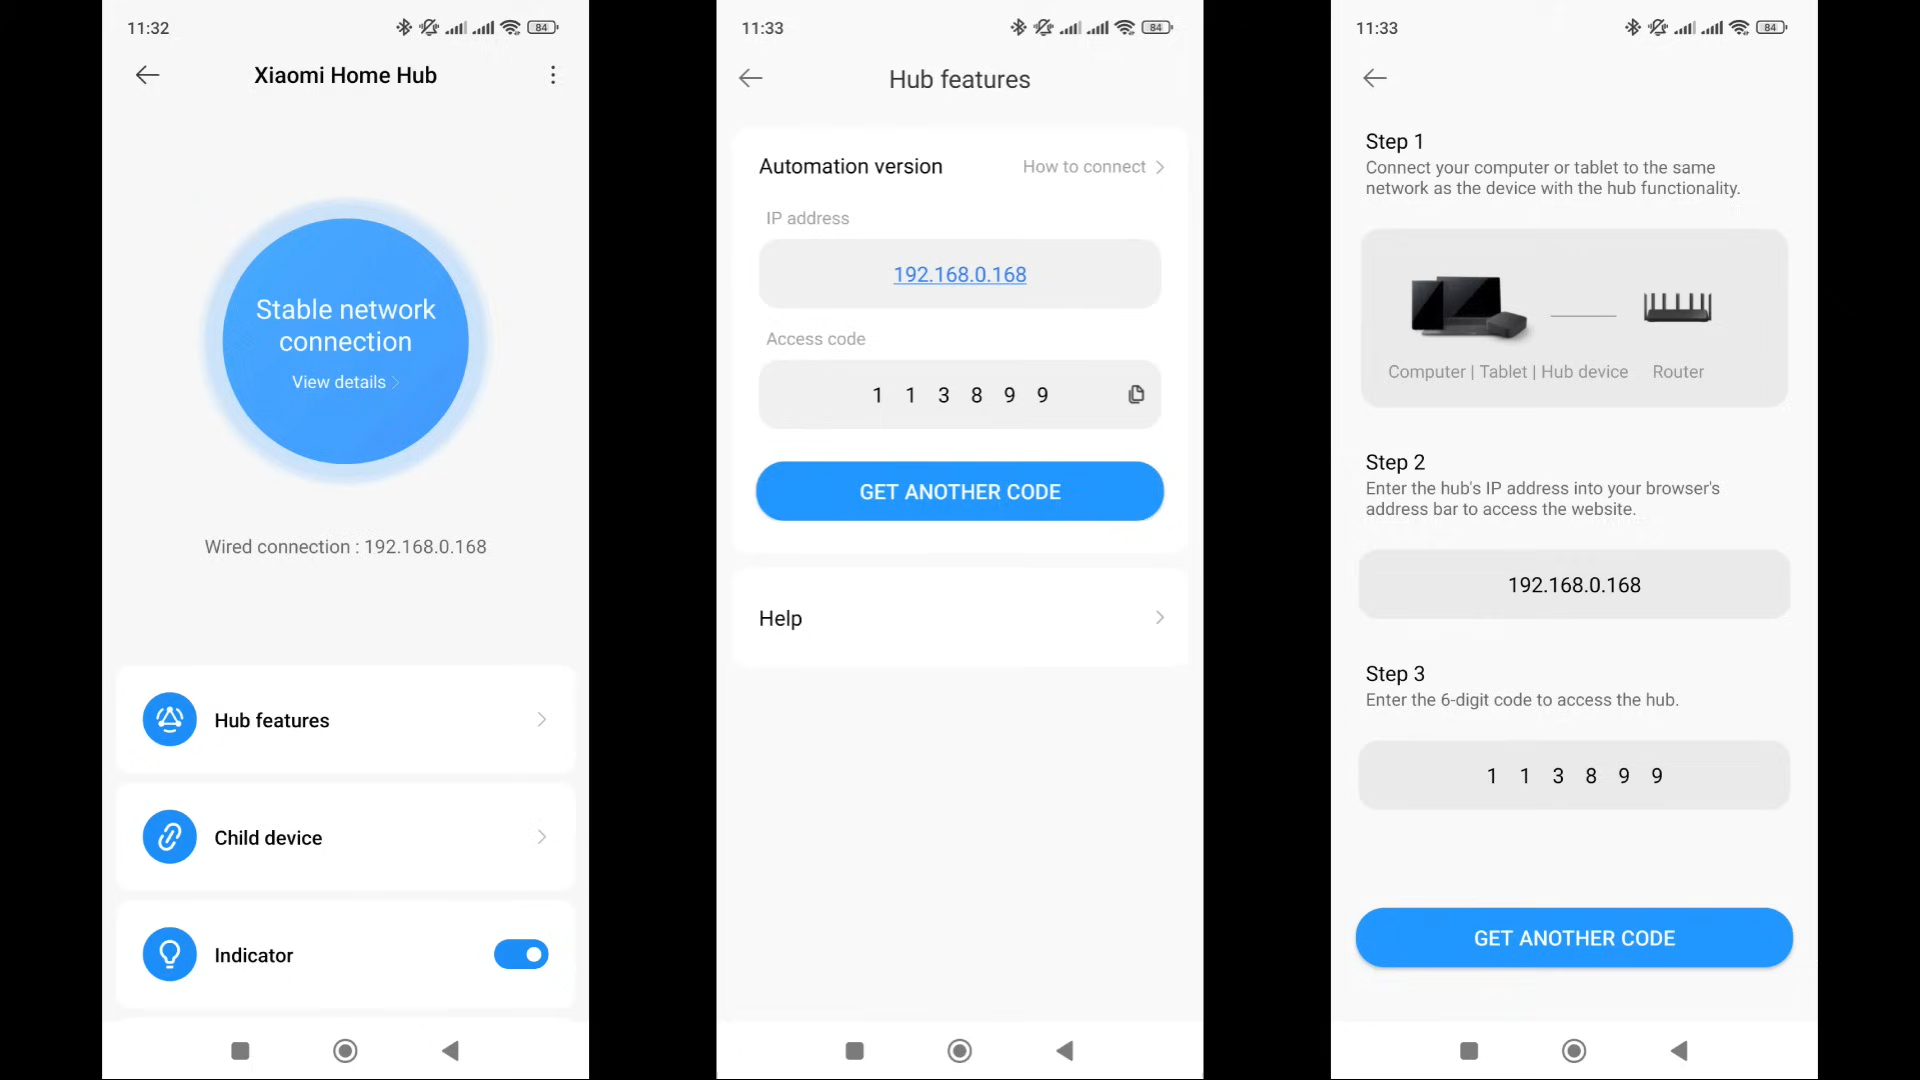 11:32
84
Xiaomi Home Hub
Stable network
connection
View details
Wired connection : 192.168.0.168
Hub features
Child device
Indicator
11:33
84
Hub features
Automation version
How to connect
IP address
192.168.0.168
Access code
1 1 3 8 9 9
GET ANOTHER CODE
Help
11:33
84
Step 1
Connect your computer or tablet to the same
network as the device with the hub functionality.
Computer | Tablet | Hub device
Router
Step 2
Enter the hub's IP address into your browser's
address bar to access the website.
192.168.0.168
Step 3
Enter the 6-digit code to access the hub.
1 1 3 8 9 9
GET ANOTHER CODE